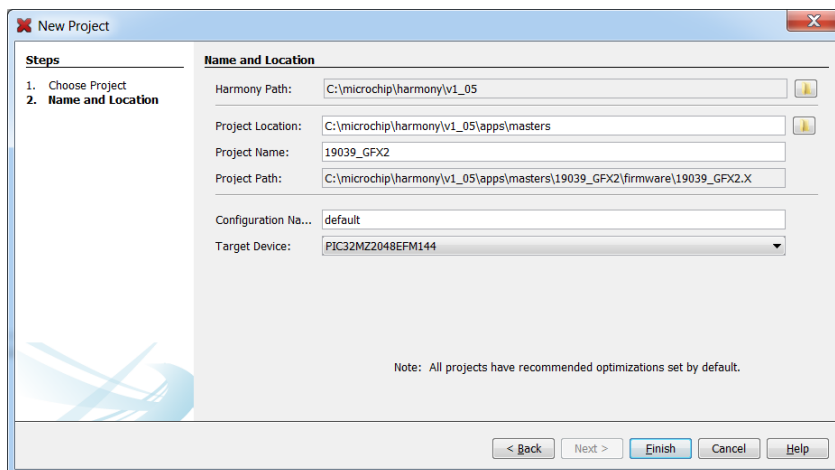 New Project
Steps
1. Choose Project
2. Name and Location
Name and Location
Harmony Path: C:\microchip\harmony\v1_05
Project Location: C:\microchip\harmony\v1_05\apps\masters
Project Name: 19039_GFX2
Project Path: C:\microchip\harmony\v1_05\apps\masters\19039_GFX2\firmware\19039_GFX2.X
Configuration Na... default
Target Device: PIC32MZ2048EFM144
Note: All projects have recommended optimizations set by default.
< Back Next > Finish Cancel Help